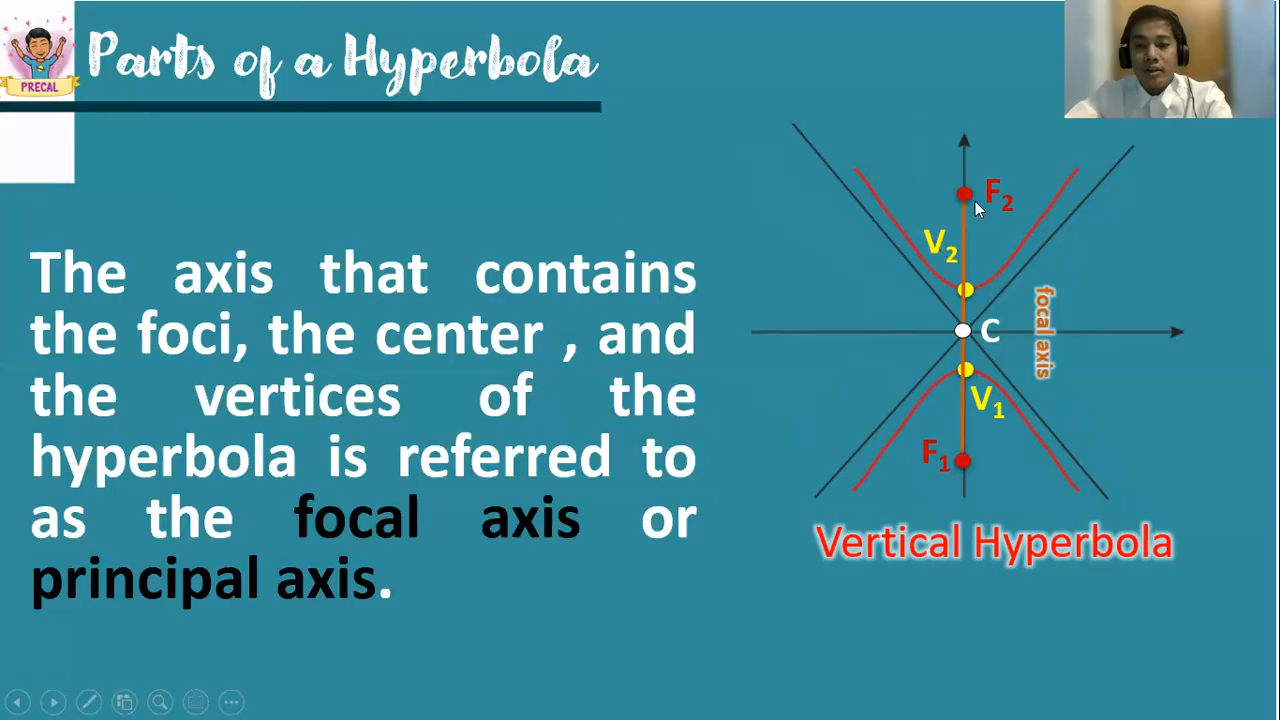 Parts of a Hyperbola
PRECAL
The axis that contains
the foci, the center , and
the vertices of the
hyperbola is referred to
as the focal axis or
principal axis.
F2
V2
focal axis
C
V1
F1
Vertical Hyperbola